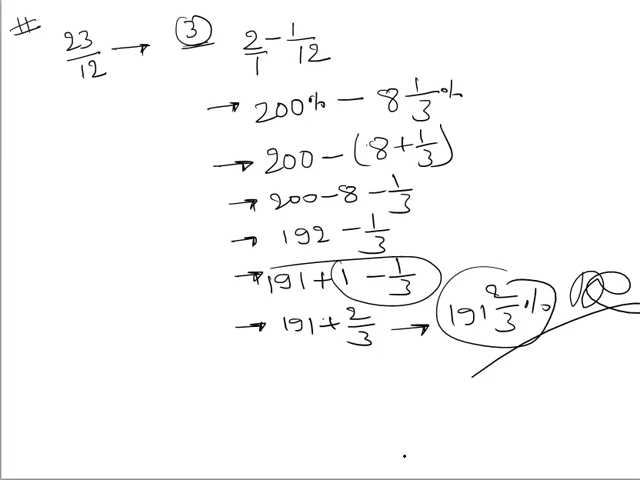 # 23/12 → ③ 2/1 - 1/12
→ 200% - 8 1/3 %
→ 200 - (8 + 1/3)
→ 200 - 8 - 1/3
→ 192 - 1/3
→ 191 + 1 - 1/3
→ 191 + 2/3 → 191 2/3 %